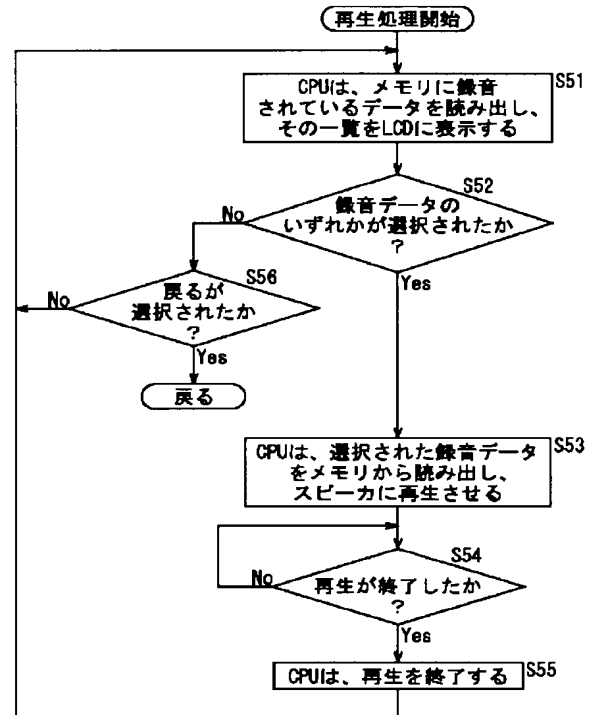 再生処理開始
S51
CPUは、メモリに録音
されているデータを読み出し、
その一覧をLCDに表示する
S52
録音データの
いずれかが選択されたか
?
No
Yes
S56
戻るが
選択されたか
?
No
Yes
戻る
S53
CPUは、選択された録音データ
をメモリから読み出し、
スピーカに再生させる
S54
再生が終了したか
?
No
Yes
S55
CPUは、再生を終了する